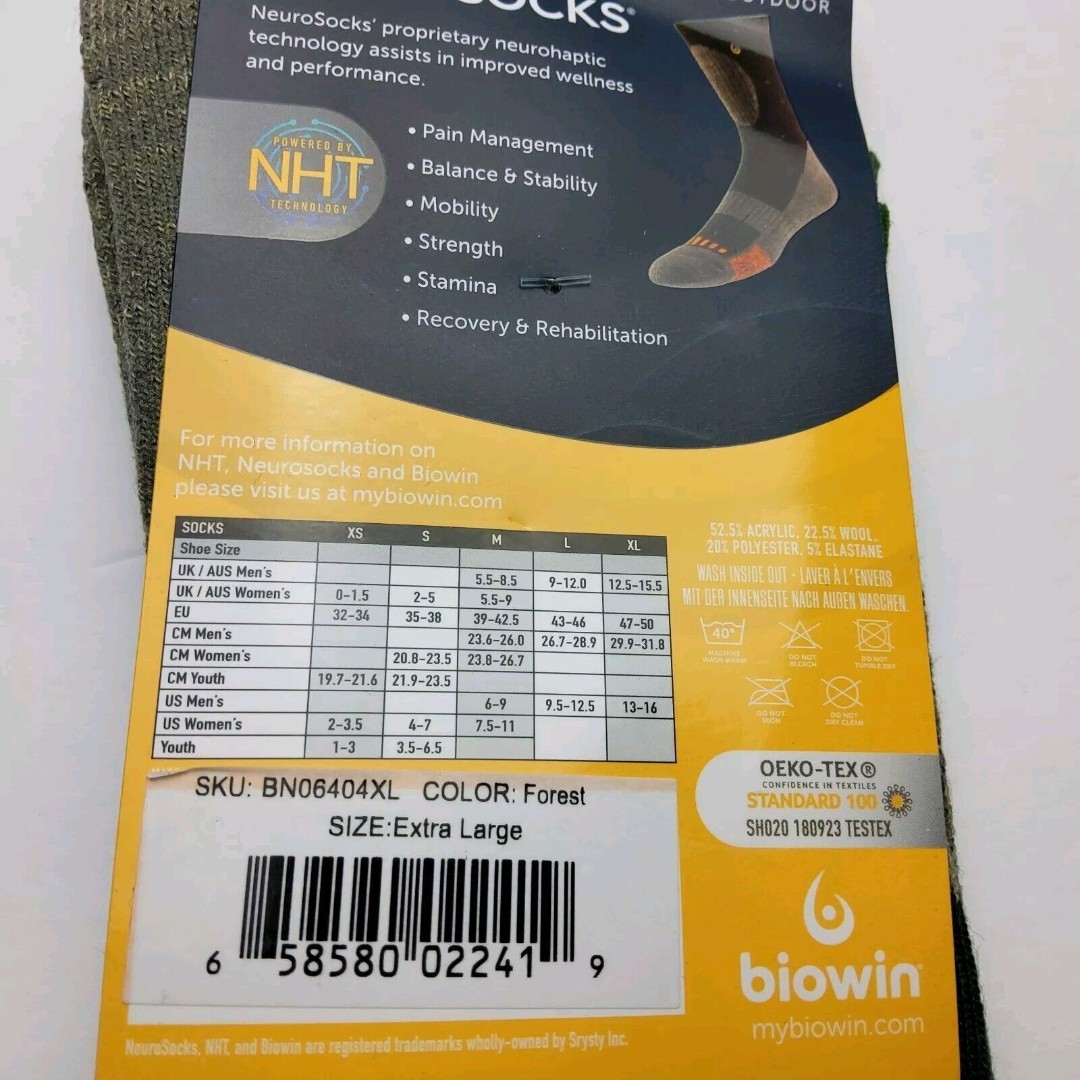 SOCKS®
OUTDOOR
NeuroSocks' proprietary neurohaptic
technology assists in improved wellness
and performance.
POWERED BY
NHT
TECHNOLOGY
• Pain Management
• Balance & Stability
• Mobility
• Strength
• Stamina
• Recovery & Rehabilitation
For more information on
NHT, Neurosocks and Biowin
please visit us at mybiowin.com
SOCKS XS S M L XL
Shoe Size
UK / AUS Men's 5.5-8.5 9-12.0 12.5-15.5
UK / AUS Women's 0-1.5 2-5 5.5-9
EU 32-34 35-38 39-42.5 43-46 47-50
CM Men's 23.6-26.0 26.7-28.9 29.9-31.8
CM Women's 20.8-23.5 23.8-26.7
CM Youth 19.7-21.6 21.9-23.5
US Men's 6-9 9.5-12.5 13-16
US Women's 2-3.5 4-7 7.5-11
Youth 1-3 3.5-6.5
52.5% ACRYLIC, 22.5% WOOL,
20% POLYESTER, 5% ELASTANE
WASH INSIDE OUT - LAVER À L'ENVERS
MIT DER INNENSEITE NACH AUßEN WASCHEN.
40°
MACHINE
WASH WARM
DO NOT
BLEACH
DO NOT
TUMBLE DRY
DO NOT
IRON
DO NOT
DRY CLEAN
OEKO-TEX®
CONFIDENCE IN TEXTILES
STANDARD 100
SH020 180923 TESTEX
SKU: BN06404XL COLOR: Forest
SIZE:Extra Large
6 58580 02241 9
biowin
mybiowin.com
NeuroSocks, NHT, and Biowin are registered trademarks wholly-owned by Srysty Inc.